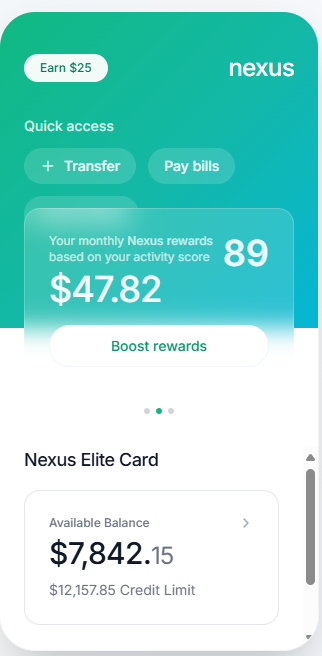 Earn $25
nexus
Quick access
Transfer
Pay bills
Your monthly Nexus rewards
based on your activity score
89
$47.82
Boost rewards
Nexus Elite Card
Available Balance
$7,842.15
$12,157.85 Credit Limit